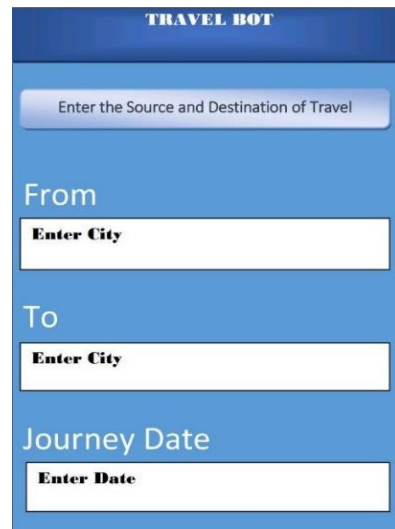 TRAVEL BOT
Enter the Source and Destination of Travel
From
Enter City
To
Enter City
Journey Date
Enter Date